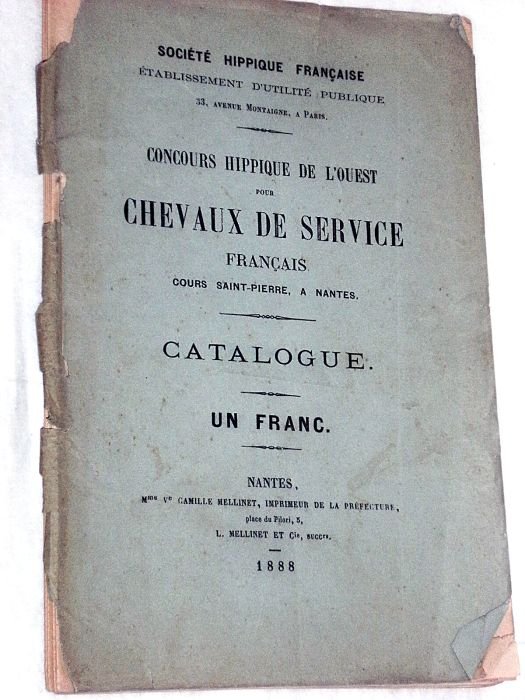 SOCIÉTÉ HIPPIQUE FRANÇAISE
ÉTABLISSEMENT D'UTILITÉ PUBLIQUE
33, AVENUE MONTAIGNE, A PARIS.
CONCOURS HIPPIQUE DE L'OUEST
POUR
CHEVAUX DE SERVICE
FRANÇAIS
COURS SAINT-PIERRE, A NANTES.
CATALOGUE.
UN FRANC.
NANTES,
Mme Ve CAMILLE MELLINET, IMPRIMEUR DE LA PRÉFECTURE,
place du Pilori, 5,
L. MELLINET ET Cie, SUCCrs.
1888